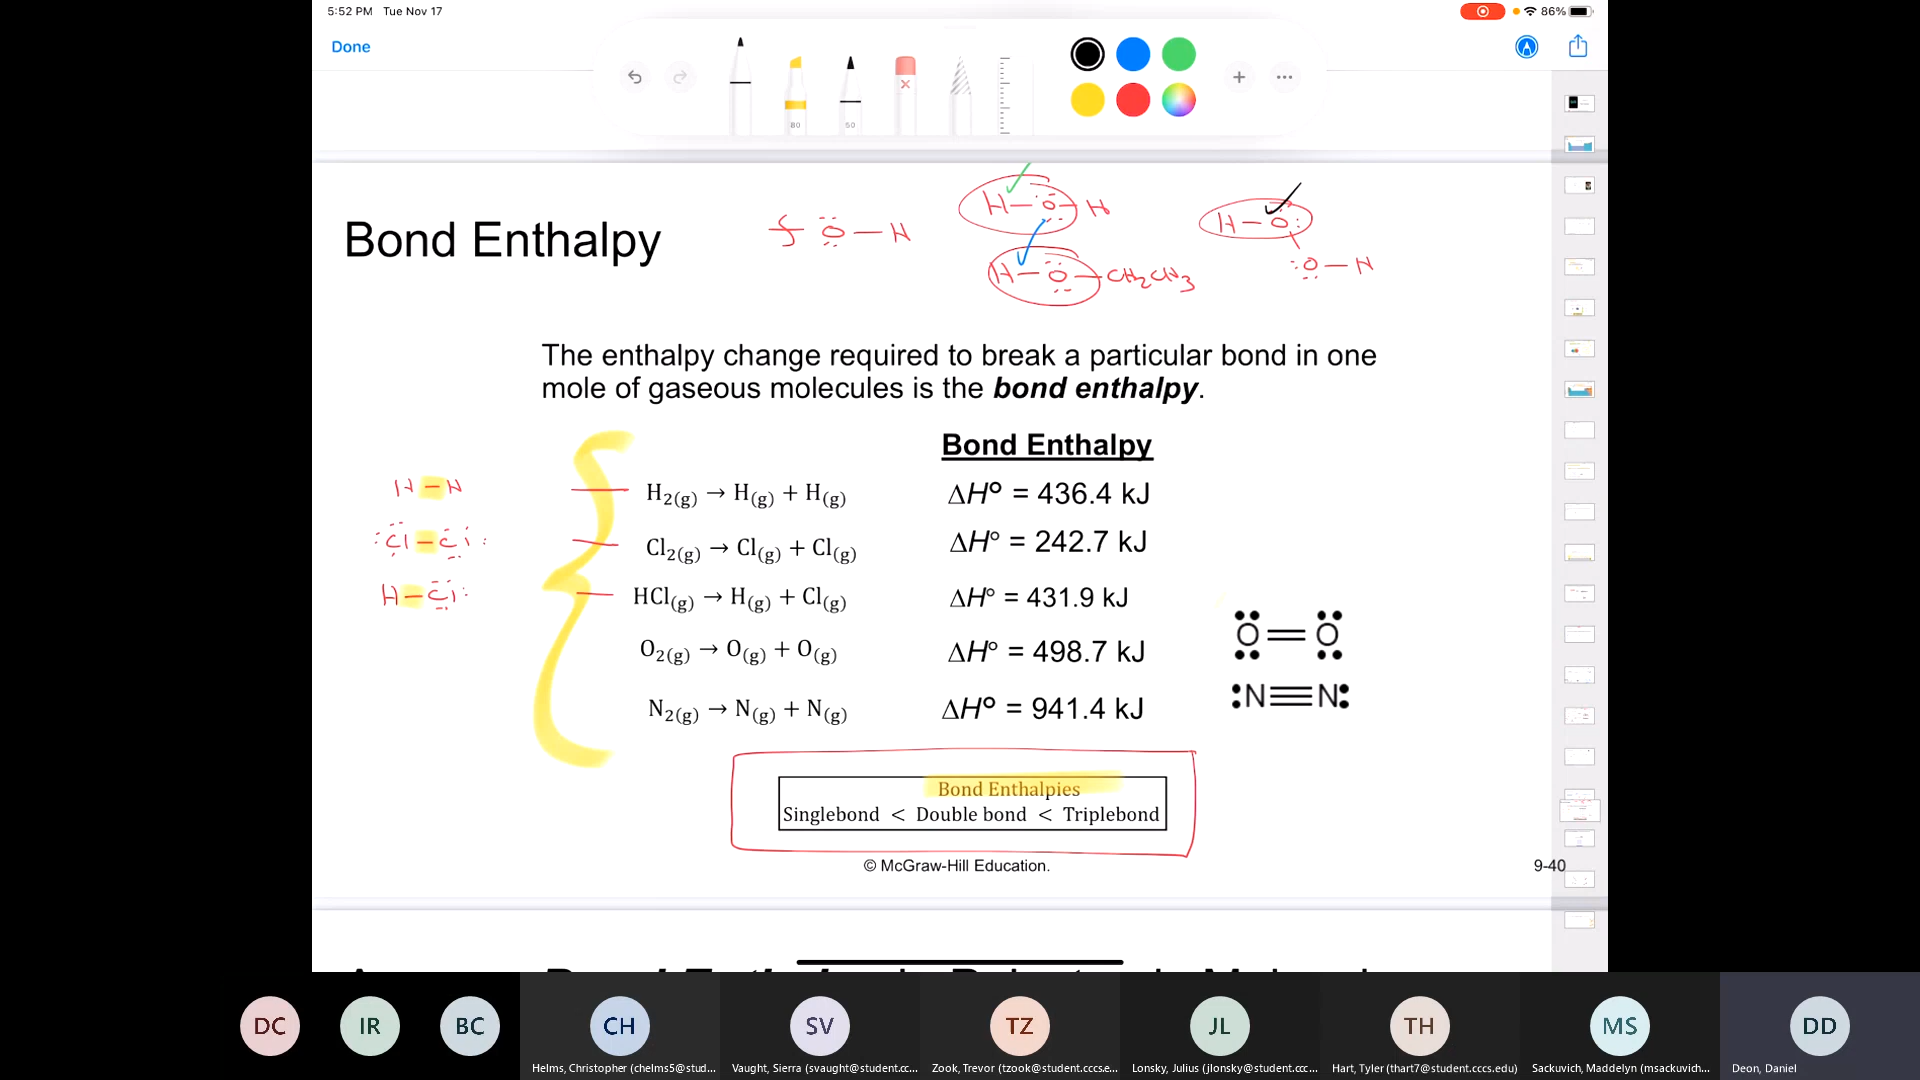 5:52 PM Tue Nov 17
86%
Done
80
50
Bond Enthalpy
O — H
H — O — H
H — O — CH2CH3
H — O
O — H
The enthalpy change required to break a particular bond in one
mole of gaseous molecules is the bond enthalpy.
Bond Enthalpy
H — H
H₂(g) → H(g) + H(g) ΔH° = 436.4 kJ
:Cl — Cl:
Cl₂(g) → Cl(g) + Cl(g) ΔH° = 242.7 kJ
H — Cl:
HCl(g) → H(g) + Cl(g) ΔH° = 431.9 kJ
O₂(g) → O(g) + O(g) ΔH° = 498.7 kJ
O=O
N₂(g) → N(g) + N(g) ΔH° = 941.4 kJ
:N≡N:
Bond Enthalpies
Singlebond < Double bond < Triplebond
© McGraw-Hill Education.
9-40
DC IR BC CH SV TZ JL TH MS DD
Helms, Christopher (chelms5@stud... Vaught, Sierra (svaught@student.cc... Zook, Trevor (tzook@student.cccs.e... Lonsky, Julius (jlonsky@student.ccc... Hart, Tyler (thart7@student.cccs.edu) Sackuvich, Maddelyn (msackuvich... Deon, Daniel